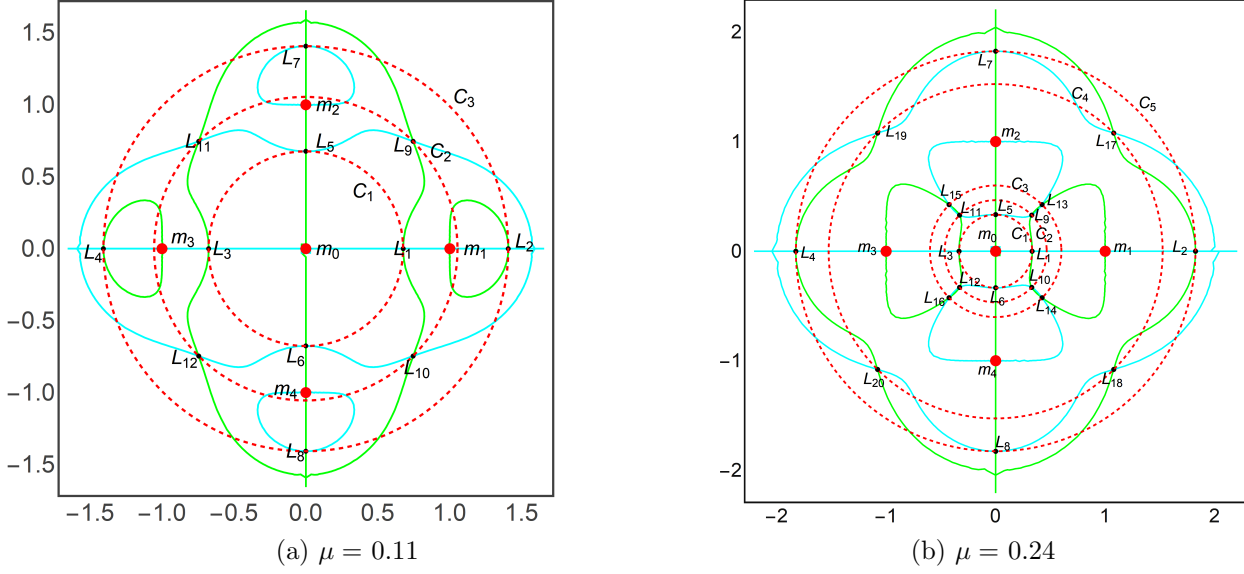 1.5
1.0
0.5
0.0
−0.5
−1.0
−1.5
L7
C3
m2
L11
L5
L9
C2
C1
L4
m3
L3
m0
L1
m1
L2
L12
L6
L10
m4
L8
−1.5 −1.0 −0.5 0.0 0.5 1.0 1.5
(a) μ = 0.11
2
1
0
−1
−2
L7
C4
C5
L19
m2
L17
C3
L15
L13
L11
L5
L9
m0
C1
C2
L4
m3
L3
L1
m1
L2
L12
L10
L16
L6
L14
m4
L20
L18
L8
−2 −1 0 1 2
(b) μ = 0.24